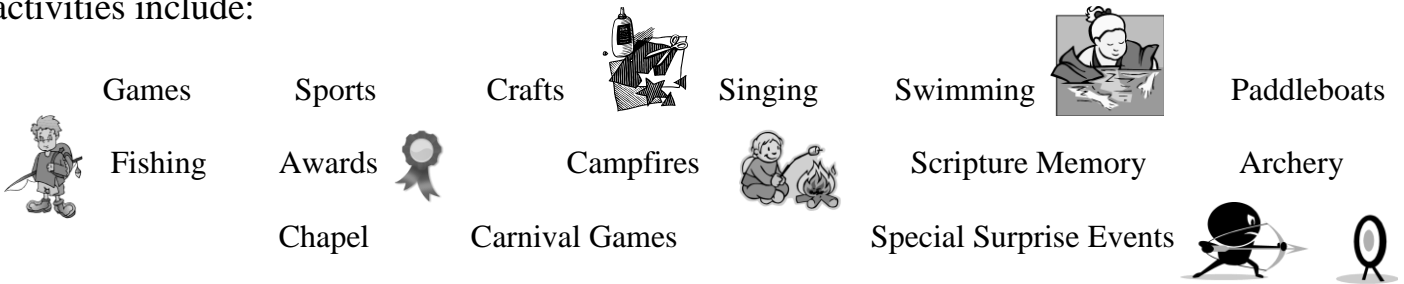 activities include:
Games Sports Crafts Singing Swimming Paddleboats
Fishing Awards Campfires Scripture Memory Archery
Chapel Carnival Games Special Surprise Events